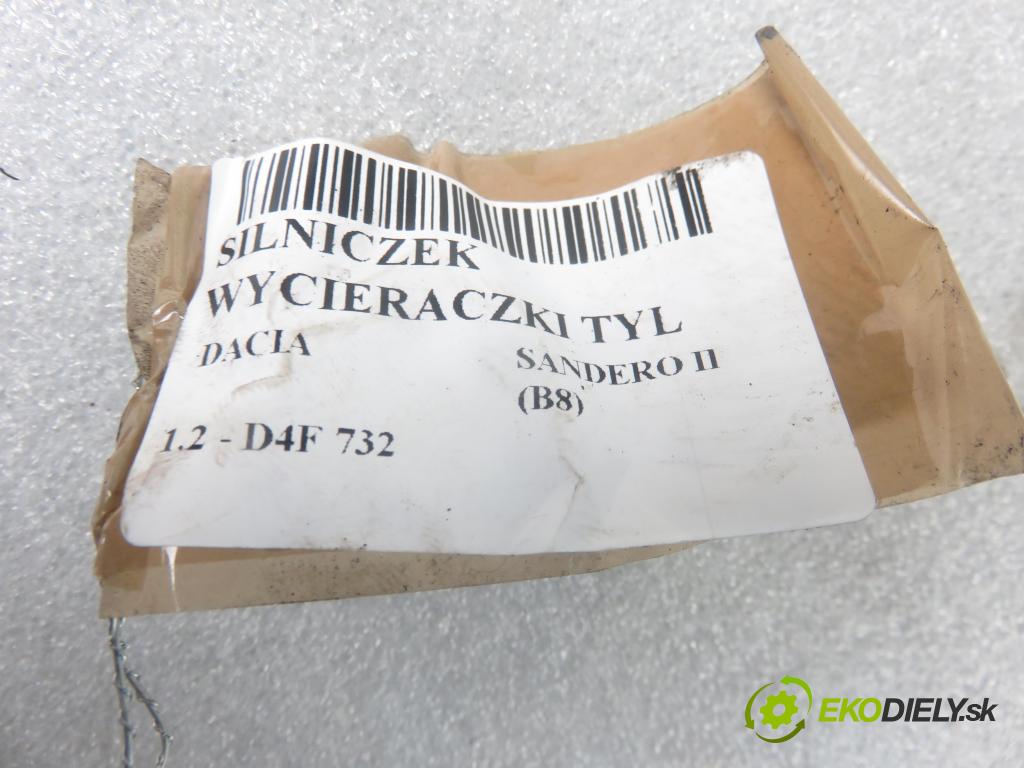 SILNICZEK
WYCIERACZKI TYL
DACIA
SANDERO II
(B8)
1.2 - D4F 732
EKODIELY.sk